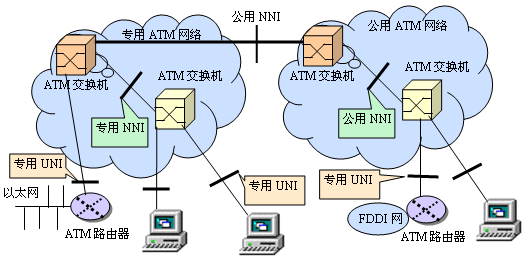 公用 NNI
专用 ATM 网络
公用 ATM 网络
ATM 交换机
ATM 交换机
ATM 交换机
ATM 交换机
专用 NNI
公用 NNI
专用 UNI
专用 UNI
专用 UNI
以太网
FDDI 网
ATM 路由器
ATM 路由器